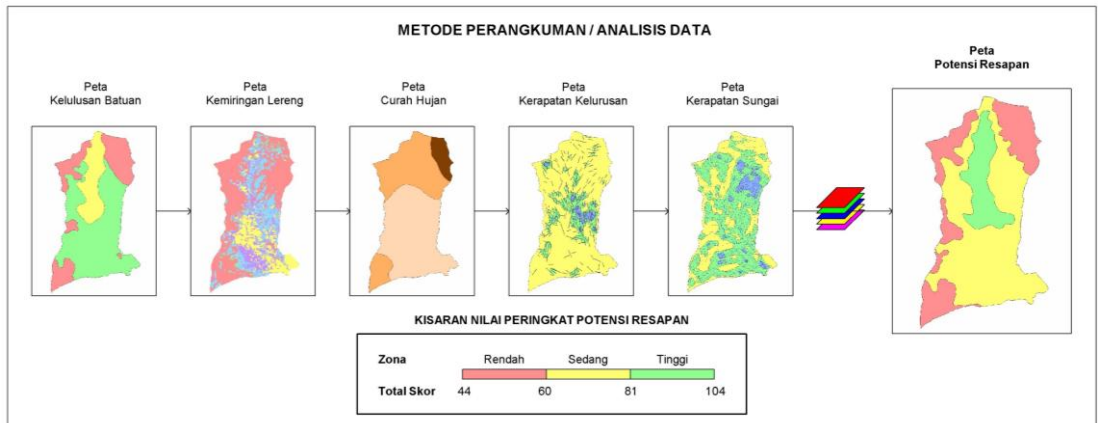 METODE PERANGKUMAN / ANALISIS DATA
Peta
Kelulusan Batuan
Peta
Kemiringan Lereng
Peta
Curah Hujan
Peta
Kerapatan Kelurusan
Peta
Kerapatan Sungai
Peta
Potensi Resapan
KISARAN NILAI PERINGKAT POTENSI RESAPAN
Zona Rendah Sedang Tinggi
Total Skor 44 60 81 104